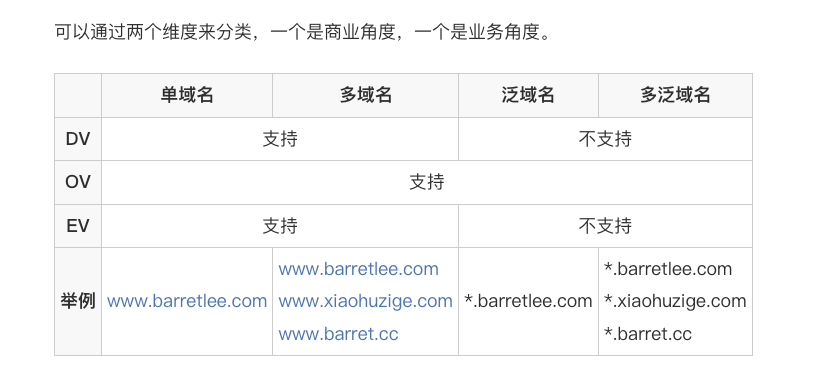 可以通过两个维度来分类，一个是商业角度，一个是业务角度。
单域名 多域名 泛域名 多泛域名
DV 支持 不支持
OV 支持
EV 支持 不支持
举例 www.barretlee.com www.barretlee.com www.xiaohuzige.com www.barret.cc *.barretlee.com *.barretlee.com *.xiaohuzige.com *.barret.cc